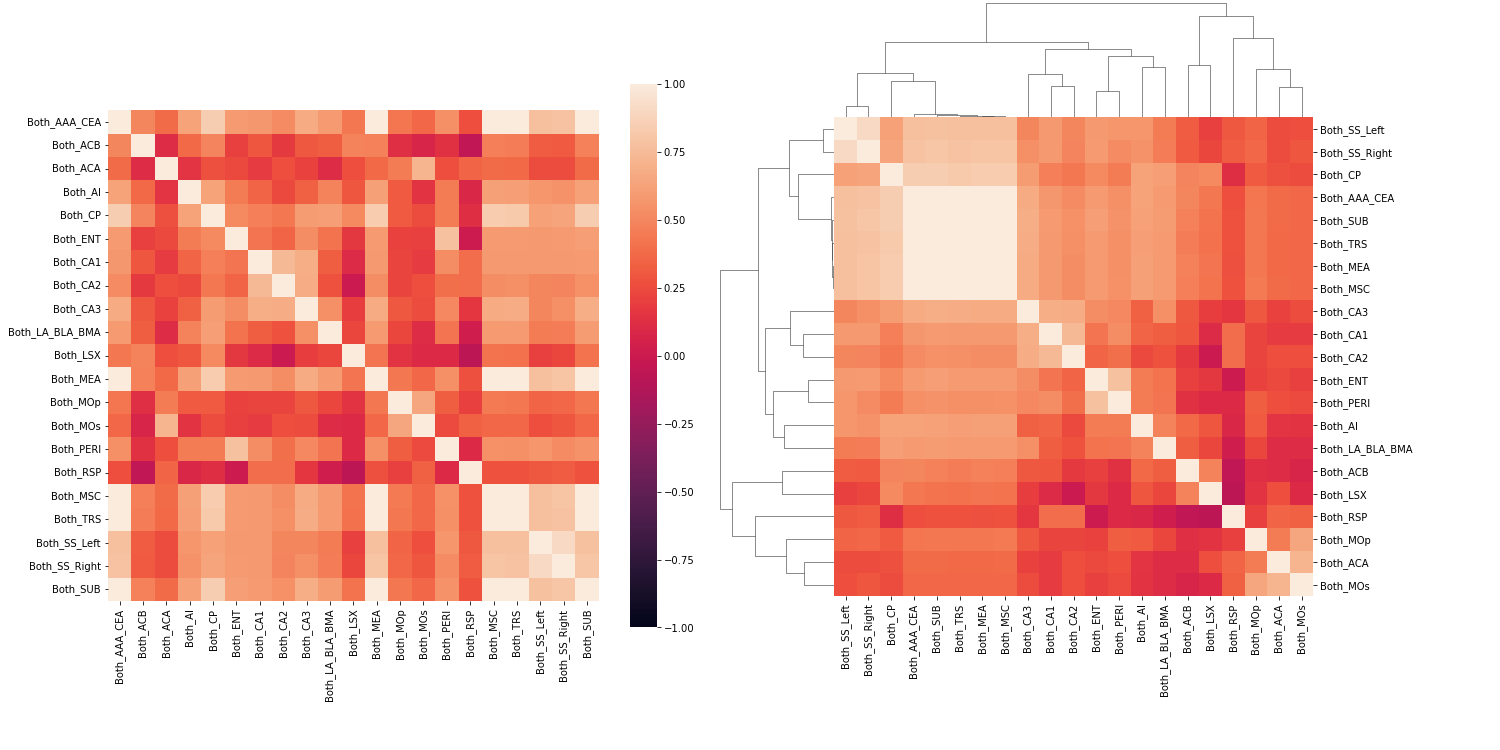 Both_AAA_CEA
Both_ACB
Both_ACA
Both_AI
Both_CP
Both_ENT
Both_CA1
Both_CA2
Both_CA3
Both_LA_BLA_BMA
Both_LSX
Both_MEA
Both_MOp
Both_MOs
Both_PERI
Both_RSP
Both_MSC
Both_TRS
Both_SS_Left
Both_SS_Right
Both_SUB
Both_AAA_CEA
Both_ACB
Both_ACA
Both_AI
Both_CP
Both_ENT
Both_CA1
Both_CA2
Both_CA3
Both_LA_BLA_BMA
Both_LSX
Both_MEA
Both_MOp
Both_MOs
Both_PERI
Both_RSP
Both_MSC
Both_TRS
Both_SS_Left
Both_SS_Right
Both_SUB
1.00
0.75
0.50
0.25
0.00
−0.25
−0.50
−0.75
−1.00
Both_SS_Left
Both_SS_Right
Both_CP
Both_AAA_CEA
Both_SUB
Both_TRS
Both_MEA
Both_MSC
Both_CA3
Both_CA1
Both_CA2
Both_ENT
Both_PERI
Both_AI
Both_LA_BLA_BMA
Both_ACB
Both_LSX
Both_RSP
Both_MOp
Both_ACA
Both_MOs
Both_SS_Left
Both_SS_Right
Both_CP
Both_AAA_CEA
Both_SUB
Both_TRS
Both_MEA
Both_MSC
Both_CA3
Both_CA1
Both_CA2
Both_ENT
Both_PERI
Both_AI
Both_LA_BLA_BMA
Both_ACB
Both_LSX
Both_RSP
Both_MOp
Both_ACA
Both_MOs